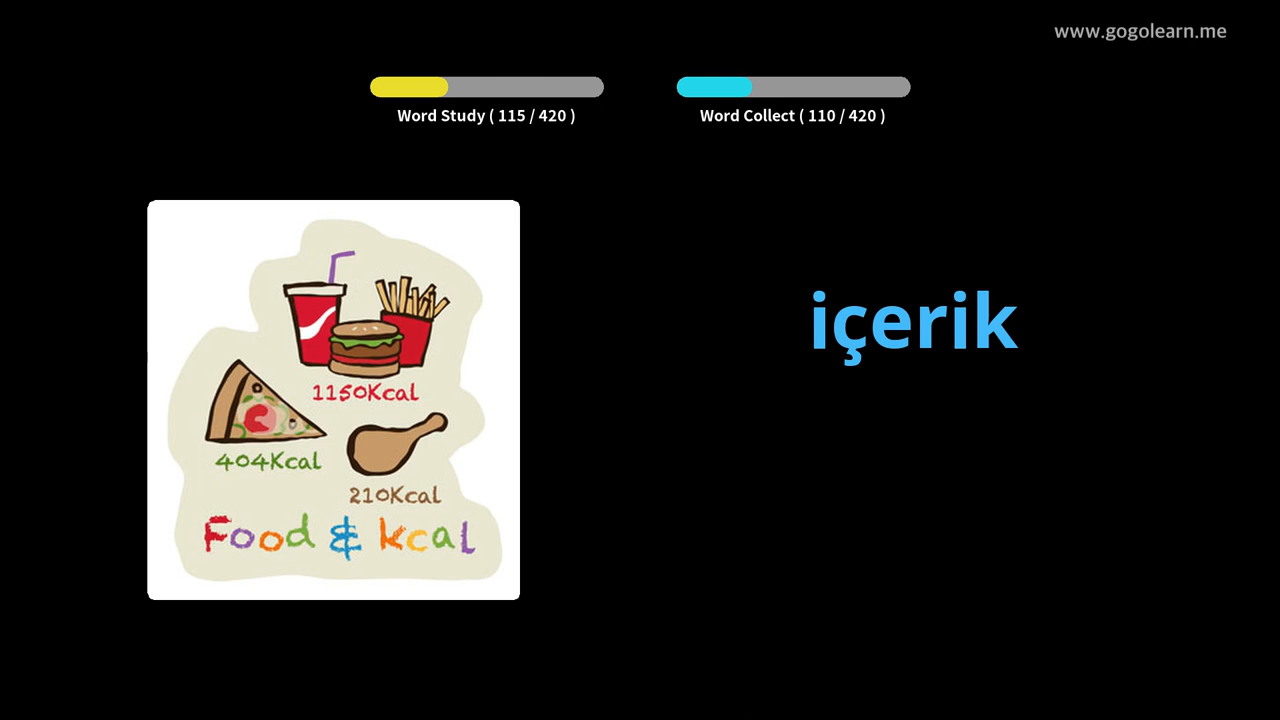 www.gogolearn.me
Word Study ( 115 / 420 )
Word Collect ( 110 / 420 )
1150Kcal
404Kcal
210Kcal
Food & kcal
içerik